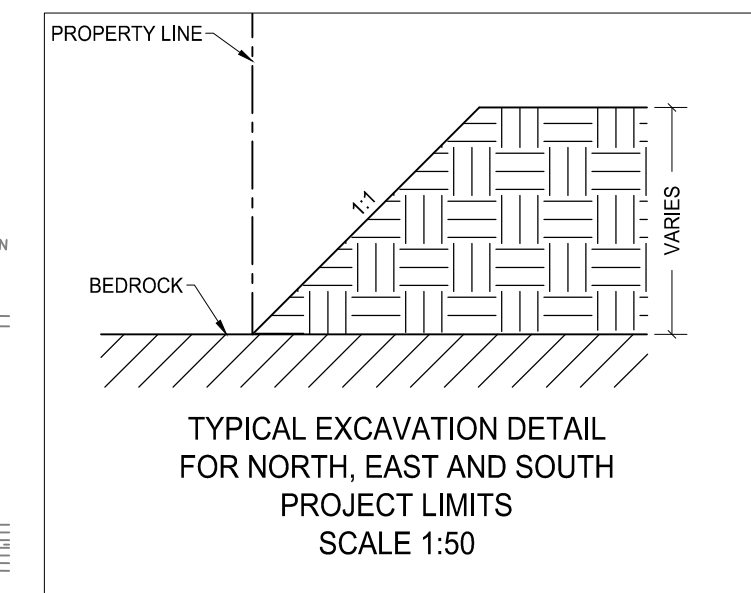 PROPERTY LINE
1:1
VARIES
N
BEDROCK
TYPICAL EXCAVATION DETAIL
FOR NORTH, EAST AND SOUTH
PROJECT LIMITS
SCALE 1:50